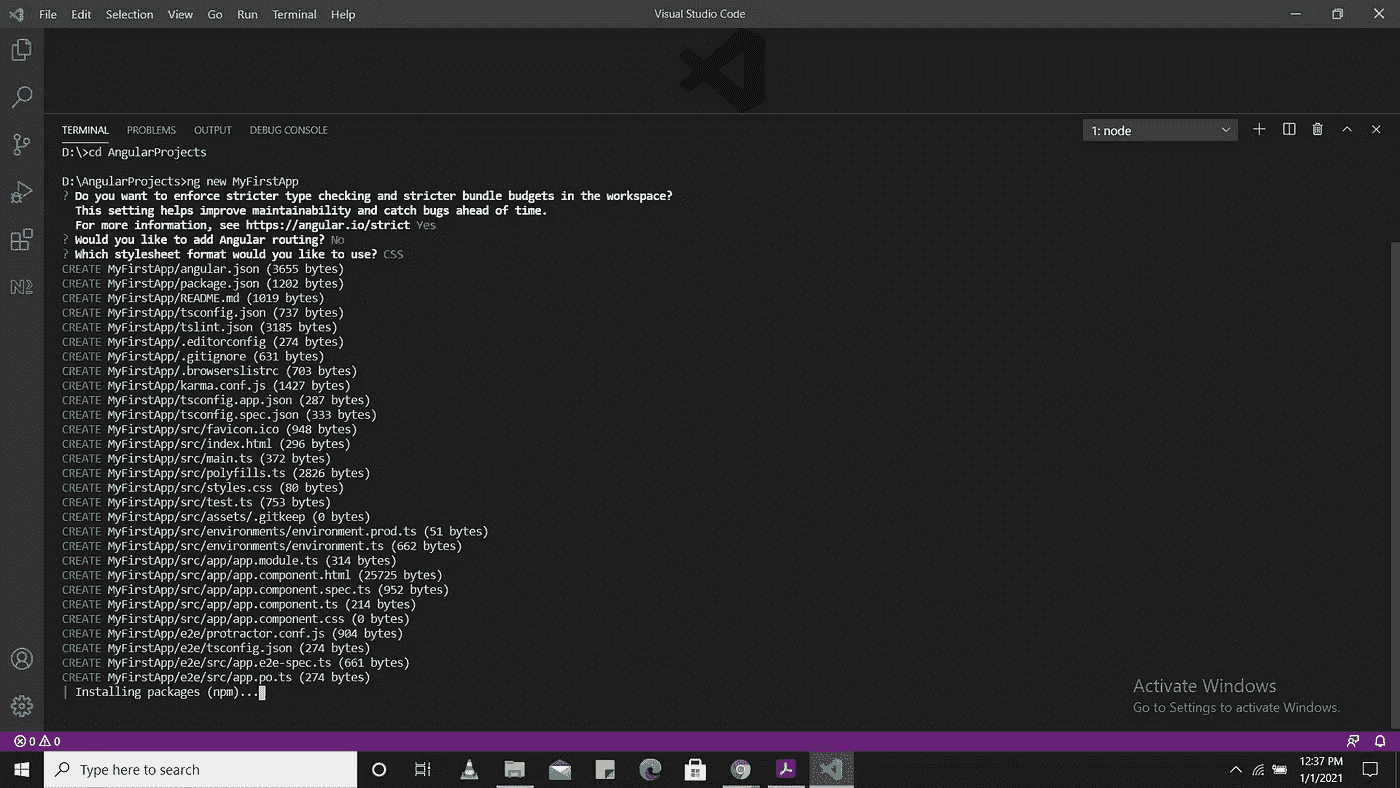 File Edit Selection View Go Run Terminal Help
Visual Studio Code
TERMINAL PROBLEMS OUTPUT DEBUG CONSOLE
1: node
D:\>cd AngularProjects
D:\AngularProjects>ng new MyFirstApp
? Do you want to enforce stricter type checking and stricter bundle budgets in the workspace?
This setting helps improve maintainability and catch bugs ahead of time.
For more information, see https://angular.io/strict Yes
? Would you like to add Angular routing? No
? Which stylesheet format would you like to use? CSS
CREATE MyFirstApp/angular.json (3655 bytes)
CREATE MyFirstApp/package.json (1202 bytes)
CREATE MyFirstApp/README.md (1019 bytes)
CREATE MyFirstApp/tsconfig.json (737 bytes)
CREATE MyFirstApp/tslint.json (3185 bytes)
CREATE MyFirstApp/.editorconfig (274 bytes)
CREATE MyFirstApp/.gitignore (631 bytes)
CREATE MyFirstApp/.browserslistrc (703 bytes)
CREATE MyFirstApp/karma.conf.js (1427 bytes)
CREATE MyFirstApp/tsconfig.app.json (287 bytes)
CREATE MyFirstApp/tsconfig.spec.json (333 bytes)
CREATE MyFirstApp/src/favicon.ico (948 bytes)
CREATE MyFirstApp/src/index.html (296 bytes)
CREATE MyFirstApp/src/main.ts (372 bytes)
CREATE MyFirstApp/src/polyfills.ts (2826 bytes)
CREATE MyFirstApp/src/styles.css (80 bytes)
CREATE MyFirstApp/src/test.ts (753 bytes)
CREATE MyFirstApp/src/assets/.gitkeep (0 bytes)
CREATE MyFirstApp/src/environments/environment.prod.ts (51 bytes)
CREATE MyFirstApp/src/environments/environment.ts (662 bytes)
CREATE MyFirstApp/src/app/app.module.ts (314 bytes)
CREATE MyFirstApp/src/app/app.component.html (25725 bytes)
CREATE MyFirstApp/src/app/app.component.spec.ts (952 bytes)
CREATE MyFirstApp/src/app/app.component.ts (214 bytes)
CREATE MyFirstApp/src/app/app.component.css (0 bytes)
CREATE MyFirstApp/e2e/protractor.conf.js (904 bytes)
CREATE MyFirstApp/e2e/tsconfig.json (274 bytes)
CREATE MyFirstApp/e2e/src/app.e2e-spec.ts (661 bytes)
CREATE MyFirstApp/e2e/src/app.po.ts (274 bytes)
| Installing packages (npm)...
Activate Windows
Go to Settings to activate Windows.
0 0
Type here to search
12:37 PM
1/1/2021